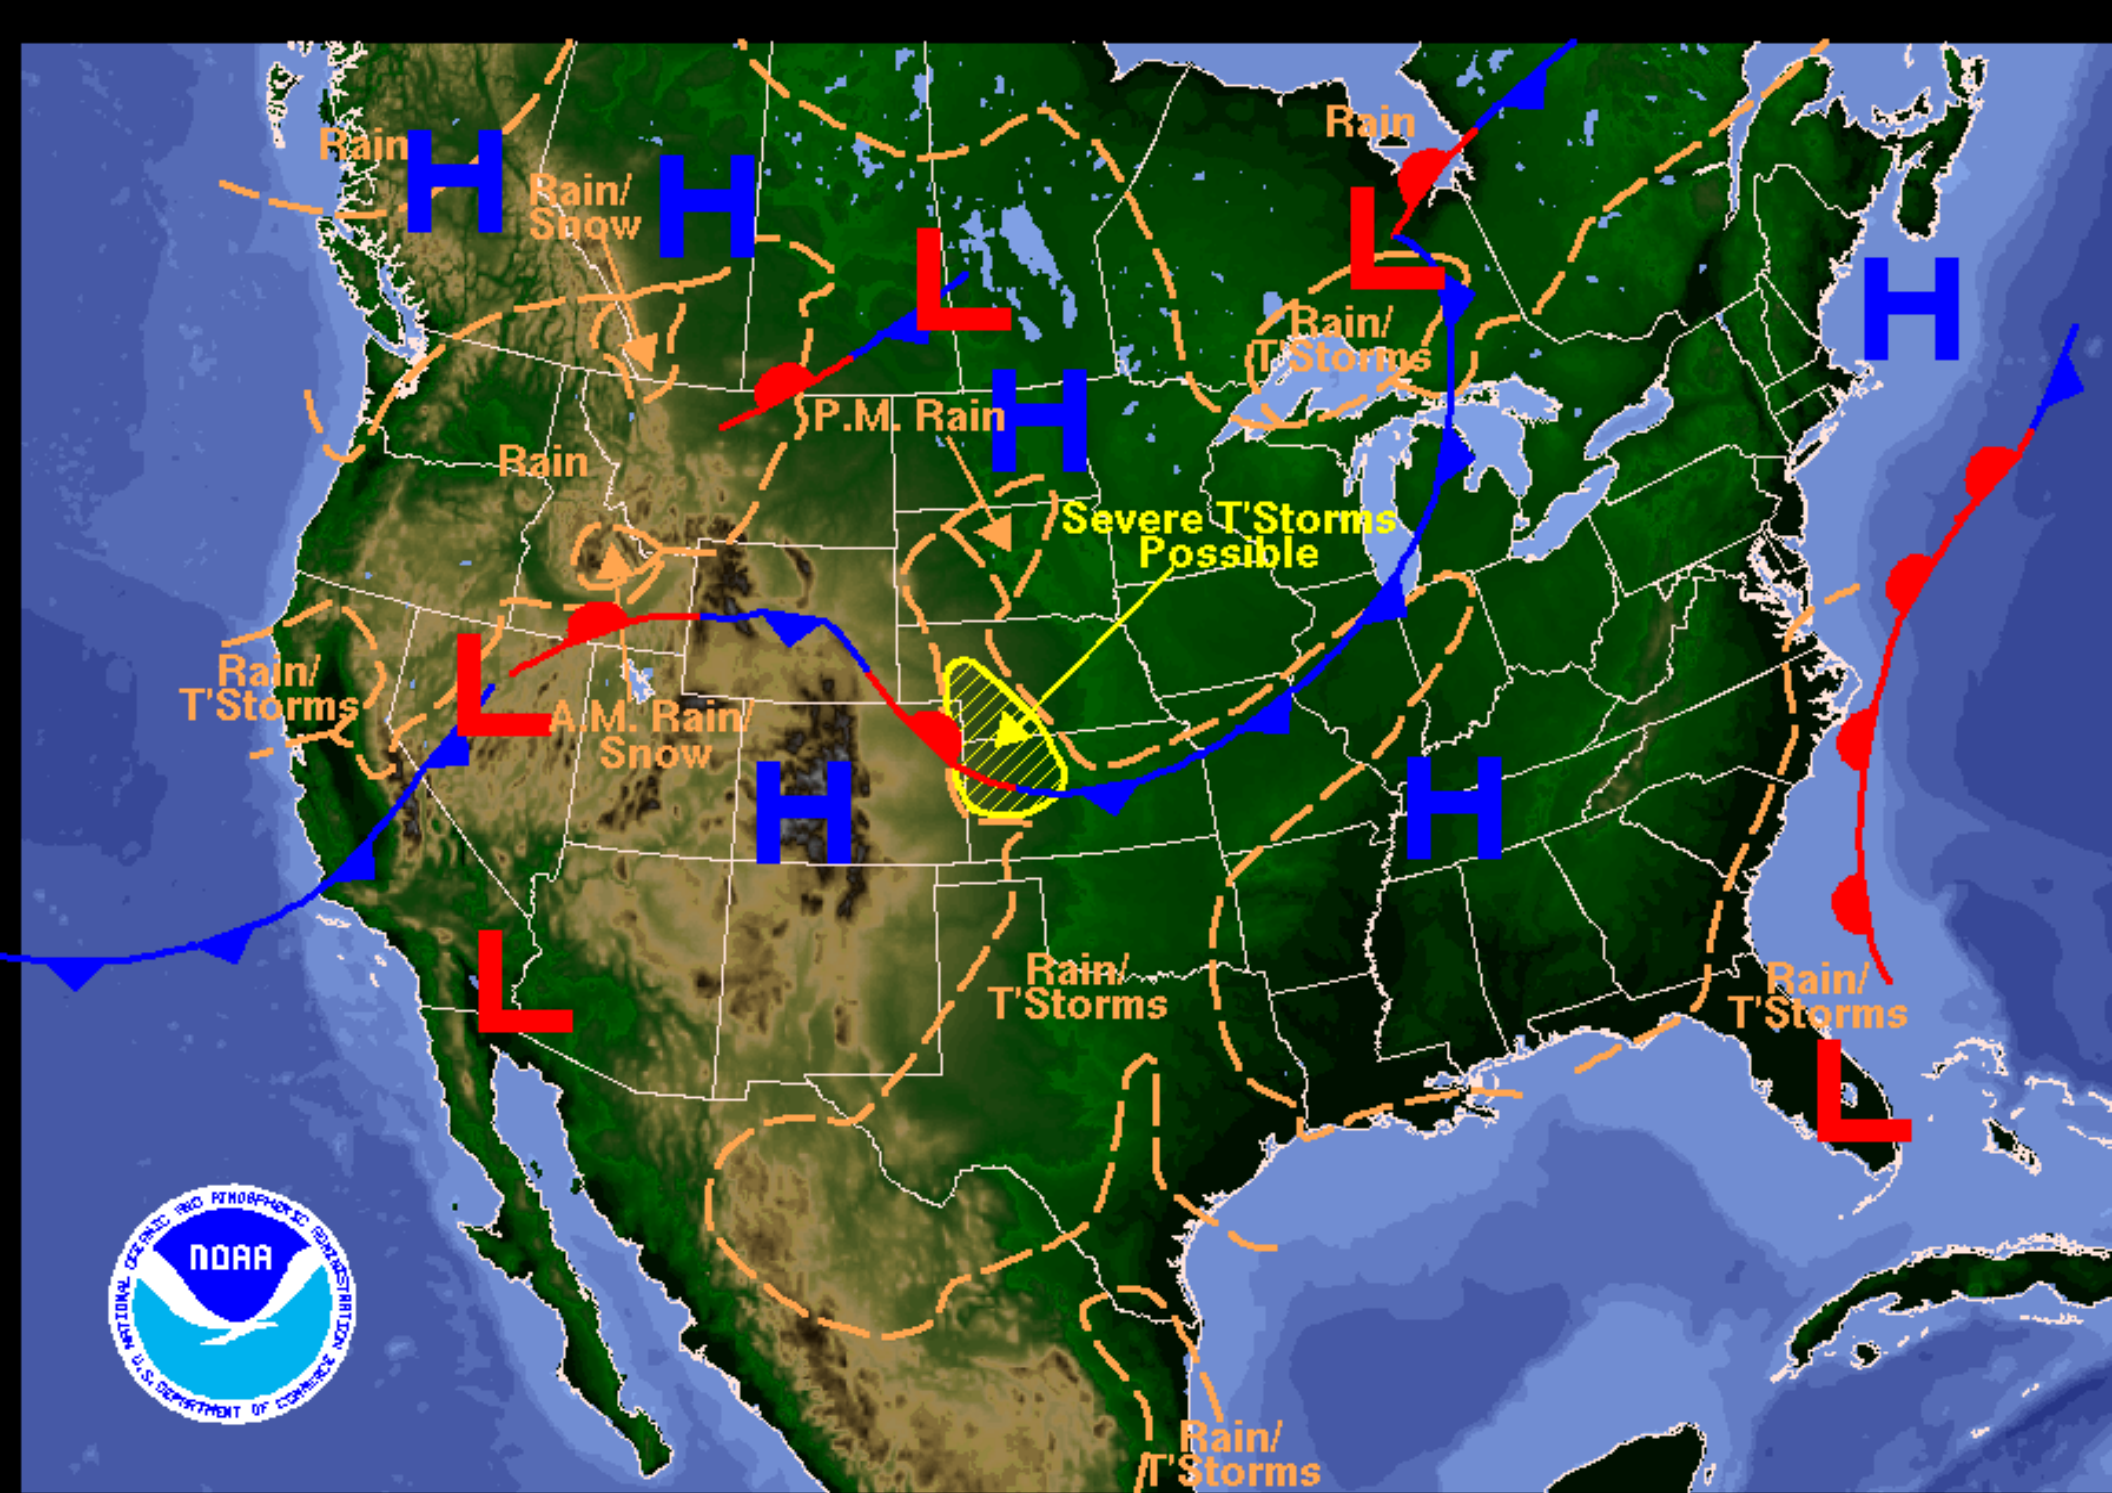 Rain
H
Rain/
Snow
H
L
Rain
L
H
Rain/
T'Storms
P.M. Rain
H
Rain
Severe T'Storms
Possible
Rain/
T'Storms
L
A.M. Rain/
Snow
H
H
L
Rain/
T'Storms
Rain/
T'Storms
L
NATIONAL OCEANIC AND ATMOSPHERIC ADMINISTRATION
NOAA
U.S. DEPARTMENT OF COMMERCE
Rain/
T'Storms